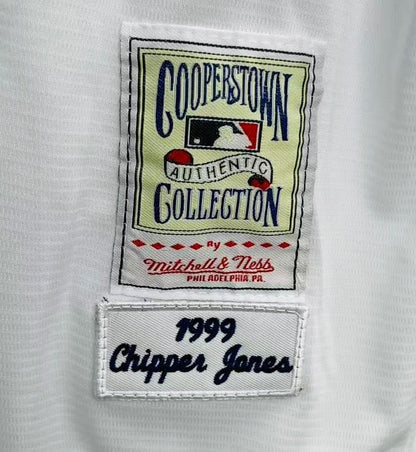 COOPERSTOWN
AUTHENTIC
COLLECTION
By
Mitchell & Ness
PHILADELPHIA, PA.
1999
Chipper Jones